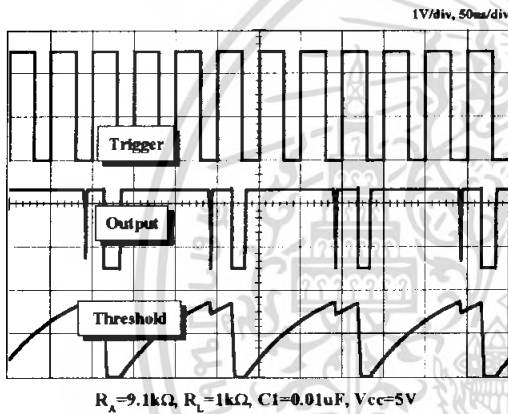 1V/div, 50ms/div
Trigger
Output
Threshold
R_A=9.1kΩ, R_L=1kΩ, C1=0.01uF, Vcc=5V